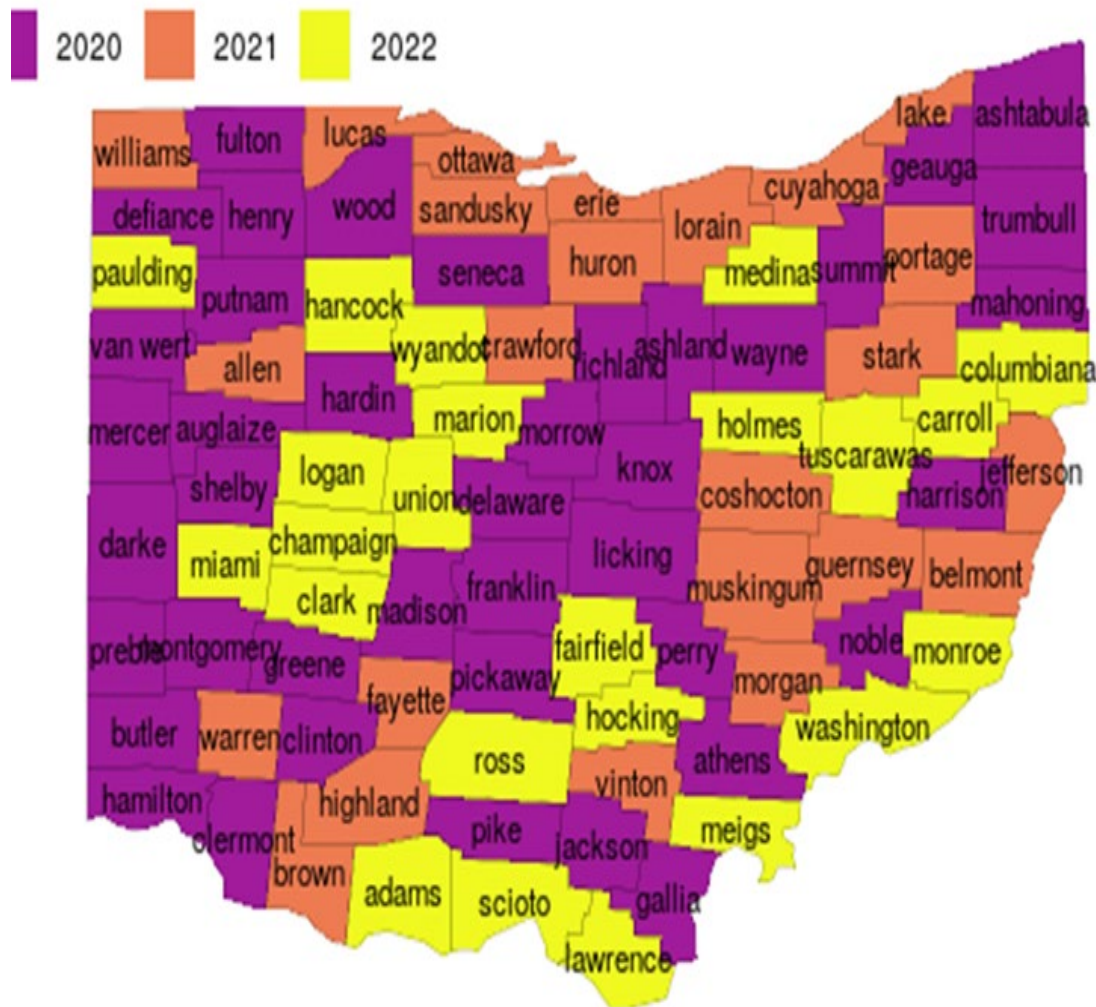 2020 2021 2022
lake ashtabula
williams fulton lucas ottawa cuyahoga geauga
defiance henry wood sandusky erie lorain trumbull
paulding putnam hancock seneca huron medina summit portage mahoning
van wert allen wyandot crawford richland ashland wayne stark columbiana
mercer auglaize hardin marion morrow holmes carroll
shelby logan union delaware knox coshocton tuscarawas harrison jefferson
darke miami champaign franklin licking muskingum guernsey belmont
clark madison
preble montgomery greene pickaway fairfield perry morgan noble monroe
butler warren clinton fayette ross hocking athens washington
hamilton clermont highland pike vinton meigs
brown adams scioto jackson gallia
lawrence